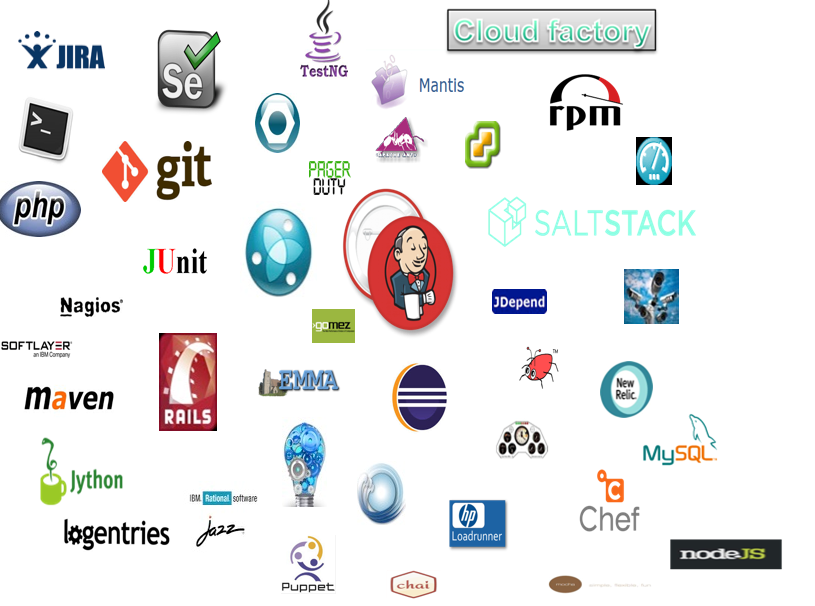 TestNG
Cloud factory
JIRA
Se
Mantis
rpm
>_
git
PAGER
DUTY
php
SALTSTACK
JUnit
Nagios®
JDepend
gomez
SOFTLAYER®
an IBM Company
RAILS
EMMA
TM
New
Relic.
maven
MySQL
Jython
IBM Rational software
°C
Chef
hp
Loadrunner
logentries
jazz
nodeJS
Puppet
chai
mocha